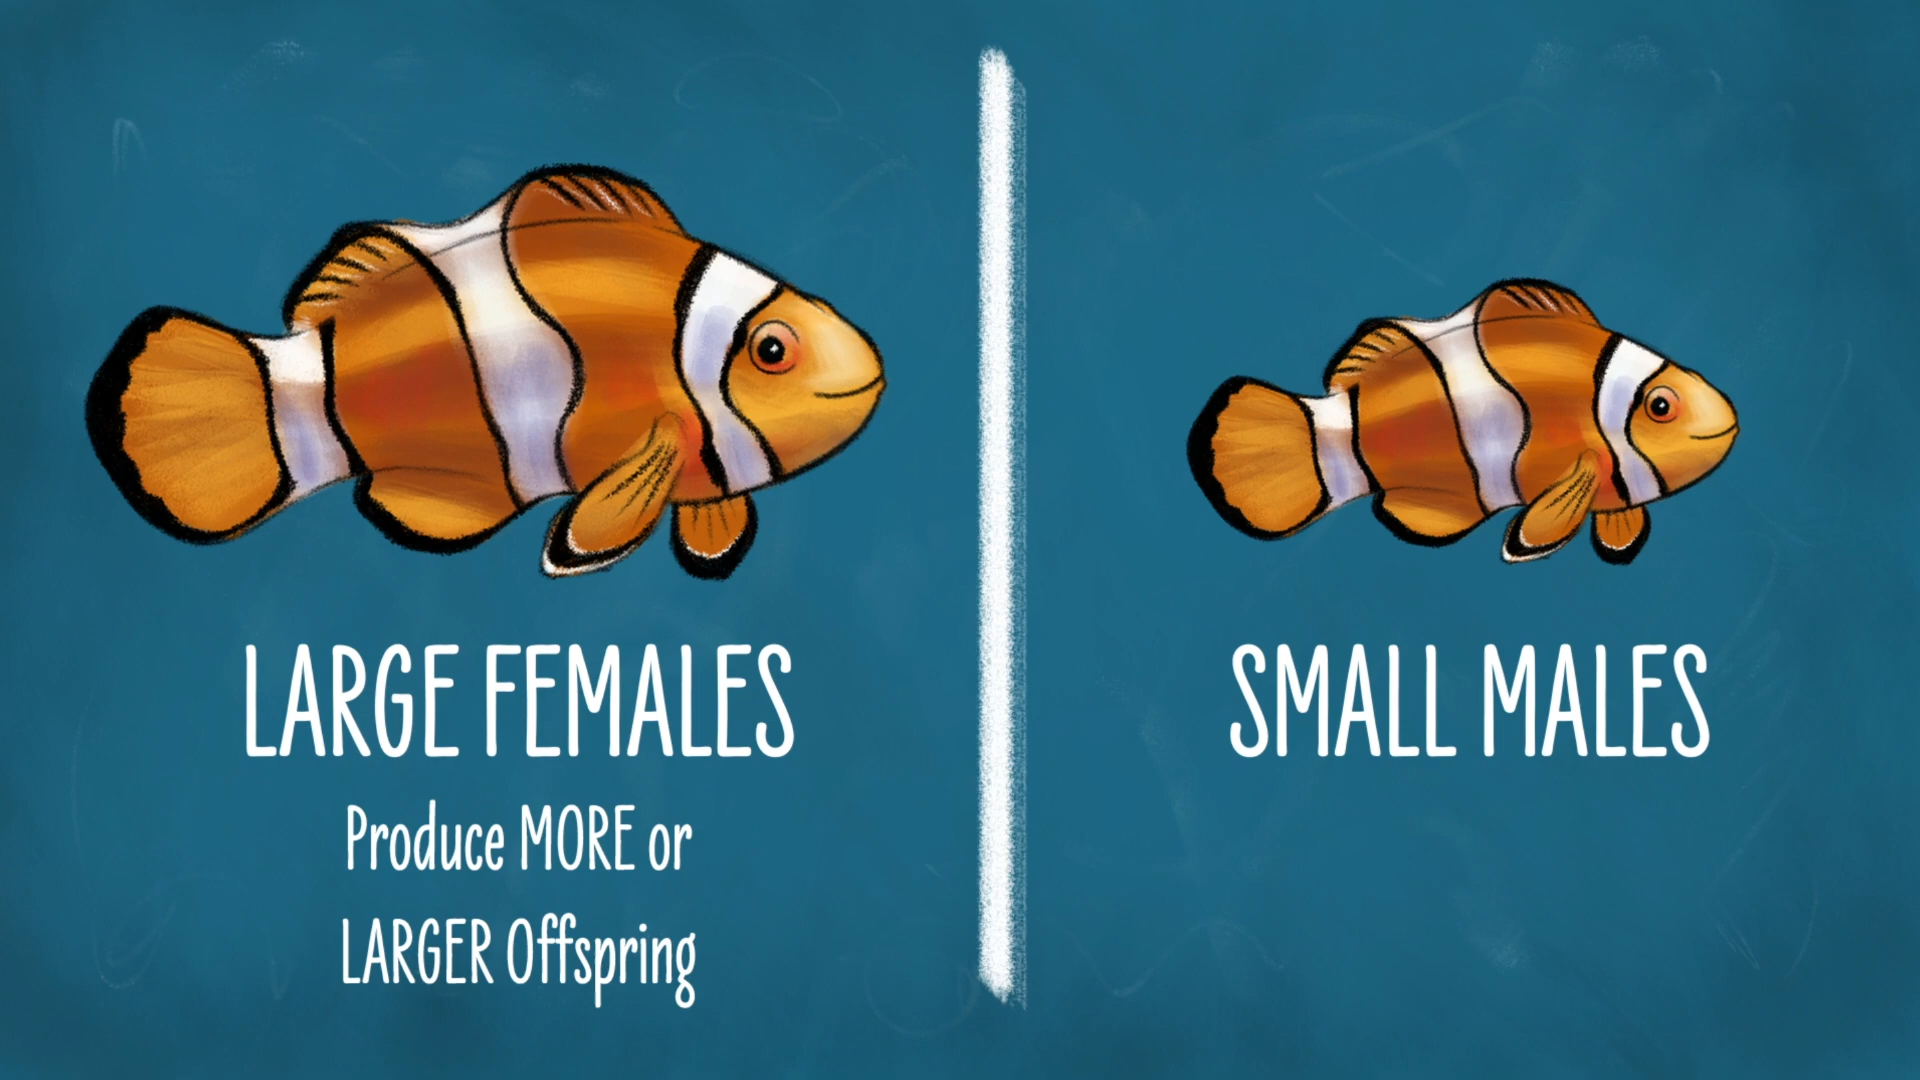 LARGE FEMALES
Produce MORE or
LARGER Offspring
SMALL MALES